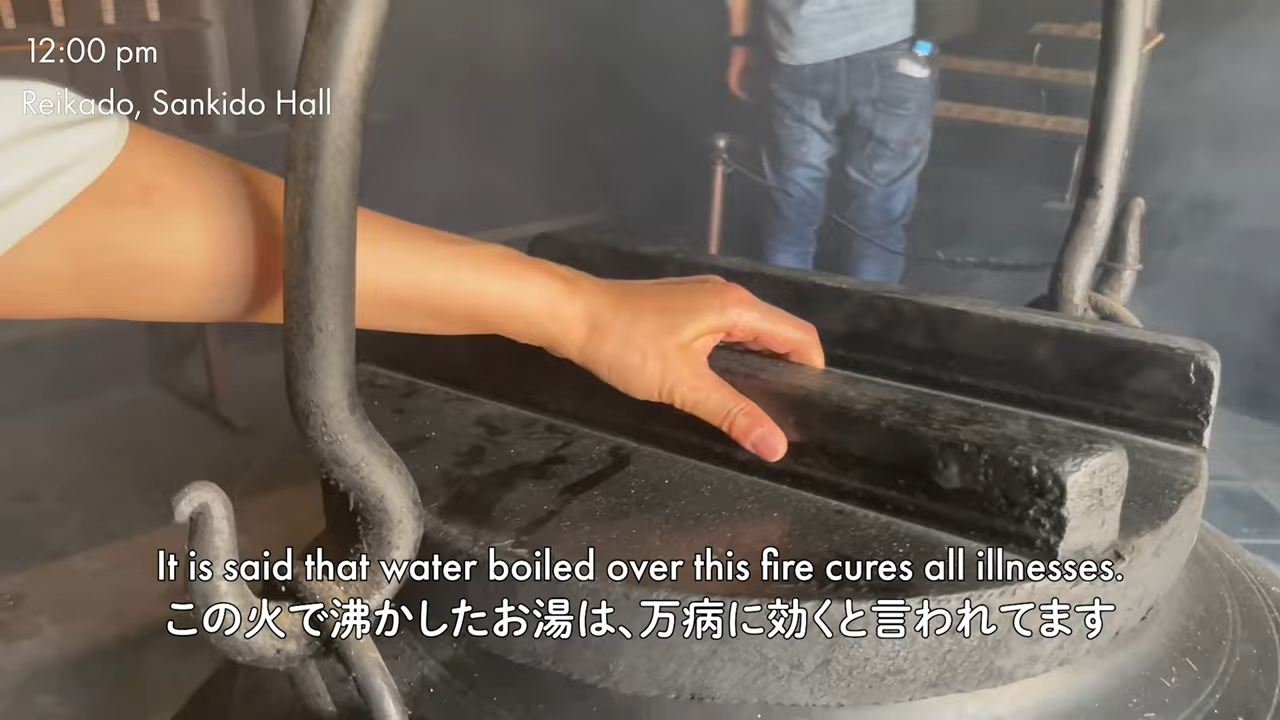 12:00 pm
Reikado, Sankido Hall
It is said that water boiled over this fire cures all illnesses.
この火で沸かしたお湯は、万病に効くと言われてます